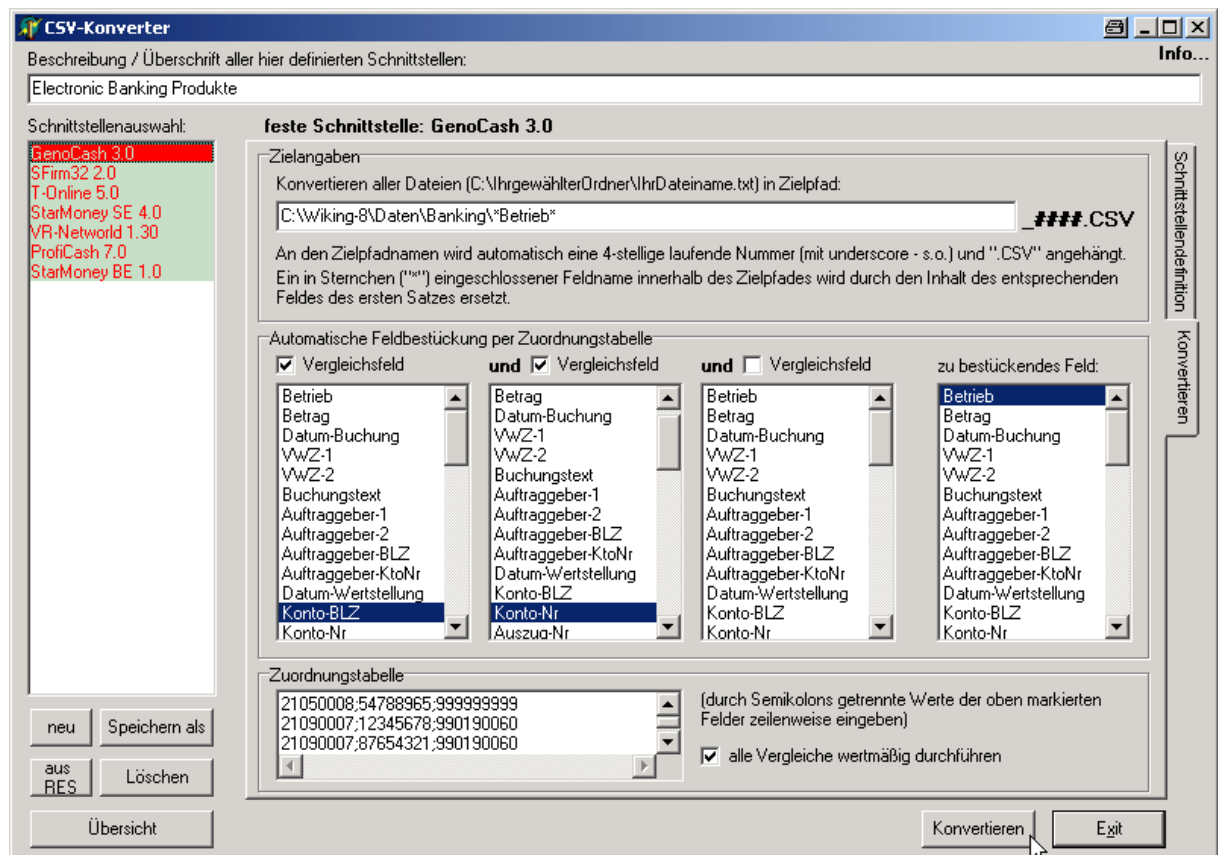 CSV-Konverter
Beschreibung / Überschrift aller hier definierten Schnittstellen:
Info...
Electronic Banking Produkte
Schnittstellenauswahl:
GenoCash 3.0
SFirm32 2.0
T-Online 5.0
StarMoney SE 4.0
VR-Networld 1.30
ProfiCash 7.0
StarMoney BE 1.0
neu
Speichern als
aus
RES
Löschen
Übersicht
feste Schnittstelle: GenoCash 3.0
Zielangaben
Konvertieren aller Dateien (C:\IhrgewählterOrdner\IhrDateiname.txt) in Zielpfad:
C:\Wiking-8\Daten\Banking\*Betrieb*
_####.CSV
An den Zielpfadnamen wird automatisch eine 4-stellige laufende Nummer (mit underscore - s.o.) und ".CSV" angehängt.
Ein in Sternchen ("*") eingeschlossener Feldname innerhalb des Zielpfades wird durch den Inhalt des entsprechenden
Feldes des ersten Satzes ersetzt.
Automatische Feldbestückung per Zuordnungstabelle
Vergleichsfeld
Betrieb
Betrag
Datum-Buchung
VWZ-1
VWZ-2
Buchungstext
Auftraggeber-1
Auftraggeber-2
Auftraggeber-BLZ
Auftraggeber-KtoNr
Datum-Wertstellung
Konto-BLZ
Konto-Nr
und Vergleichsfeld
Betrag
Datum-Buchung
VWZ-1
VWZ-2
Buchungstext
Auftraggeber-1
Auftraggeber-2
Auftraggeber-BLZ
Auftraggeber-KtoNr
Datum-Wertstellung
Konto-BLZ
Konto-Nr
Auszug-Nr
und Vergleichsfeld
Betrieb
Betrag
Datum-Buchung
VWZ-1
VWZ-2
Buchungstext
Auftraggeber-1
Auftraggeber-2
Auftraggeber-BLZ
Auftraggeber-KtoNr
Datum-Wertstellung
Konto-BLZ
Konto-Nr
zu bestückendes Feld:
Betrieb
Betrag
Datum-Buchung
VWZ-1
VWZ-2
Buchungstext
Auftraggeber-1
Auftraggeber-2
Auftraggeber-BLZ
Auftraggeber-KtoNr
Datum-Wertstellung
Konto-BLZ
Konto-Nr
Zuordnungstabelle
21050008;54788965;999999999
21090007;12345678;990190060
21090007;87654321;990190060
(durch Semikolons getrennte Werte der oben markierten
Felder zeilenweise eingeben)
alle Vergleiche wertmäßig durchführen
Schnittstellendefinition
Konvertieren
Konvertieren
Exit